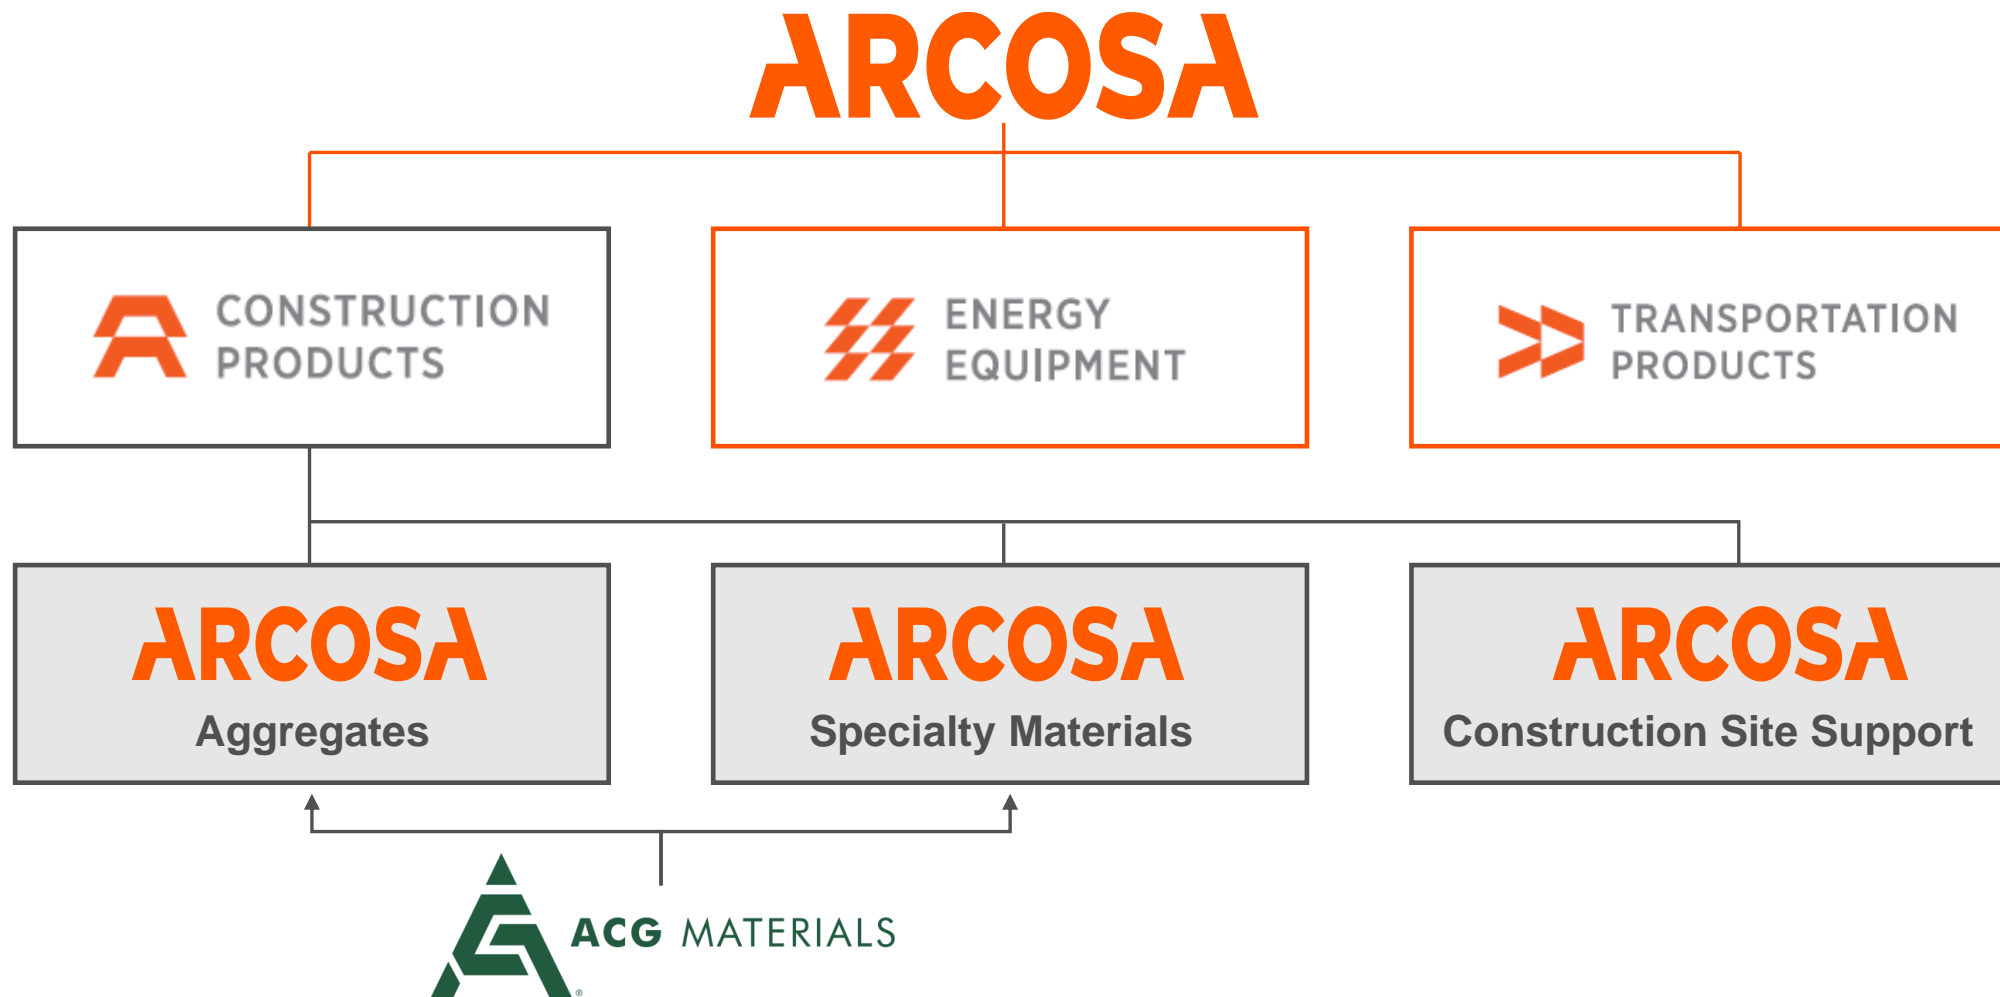 ARCOSA
CONSTRUCTION
PRODUCTS
ENERGY
EQUIPMENT
TRANSPORTATION
PRODUCTS
ARCOSA
Aggregates
ARCOSA
Specialty Materials
ARCOSA
Construction Site Support
ACG MATERIALS
®